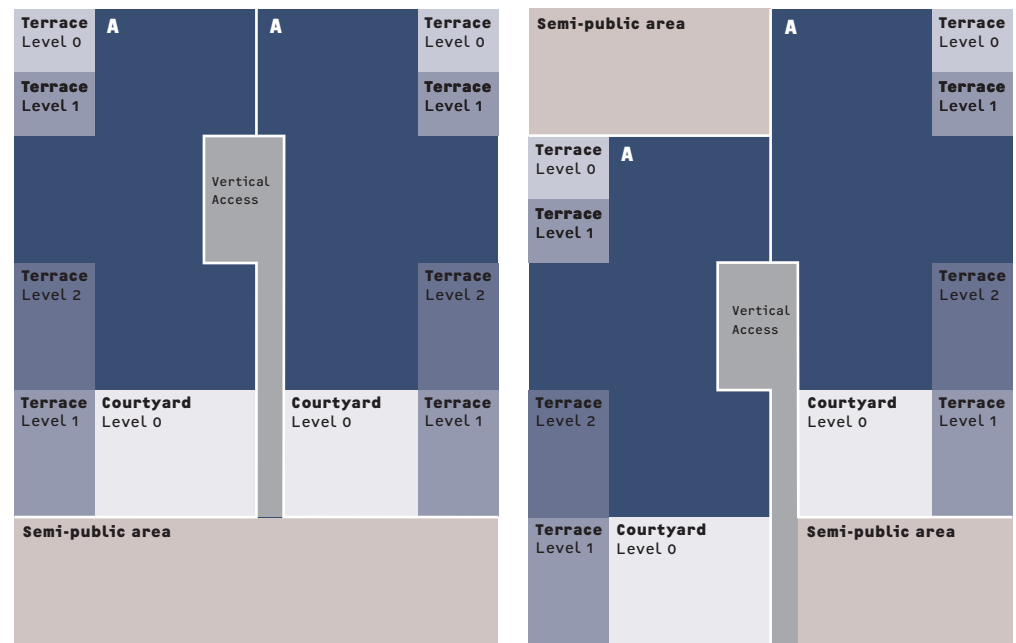 Terrace
Level 0
A
A
Terrace
Level 0
Terrace
Level 1
Terrace
Level 1
Vertical
Access
Terrace
Level 2
Terrace
Level 2
Terrace
Level 1
Courtyard
Level 0
Courtyard
Level 0
Terrace
Level 1
Semi-public area
Semi-public area
A
Terrace
Level 0
Terrace
Level 1
Terrace
Level 0
A
Terrace
Level 1
Terrace
Level 2
Vertical
Access
Terrace
Level 2
Courtyard
Level 0
Terrace
Level 1
Terrace
Level 1
Courtyard
Level 0
Semi-public area